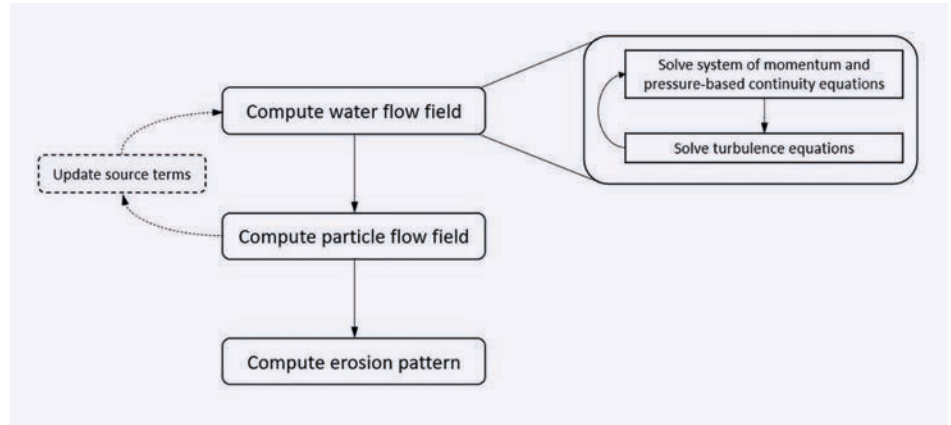 Compute water flow field
Solve system of momentum and
pressure-based continuity equations
Solve turbulence equations
Update source terms
Compute particle flow field
Compute erosion pattern